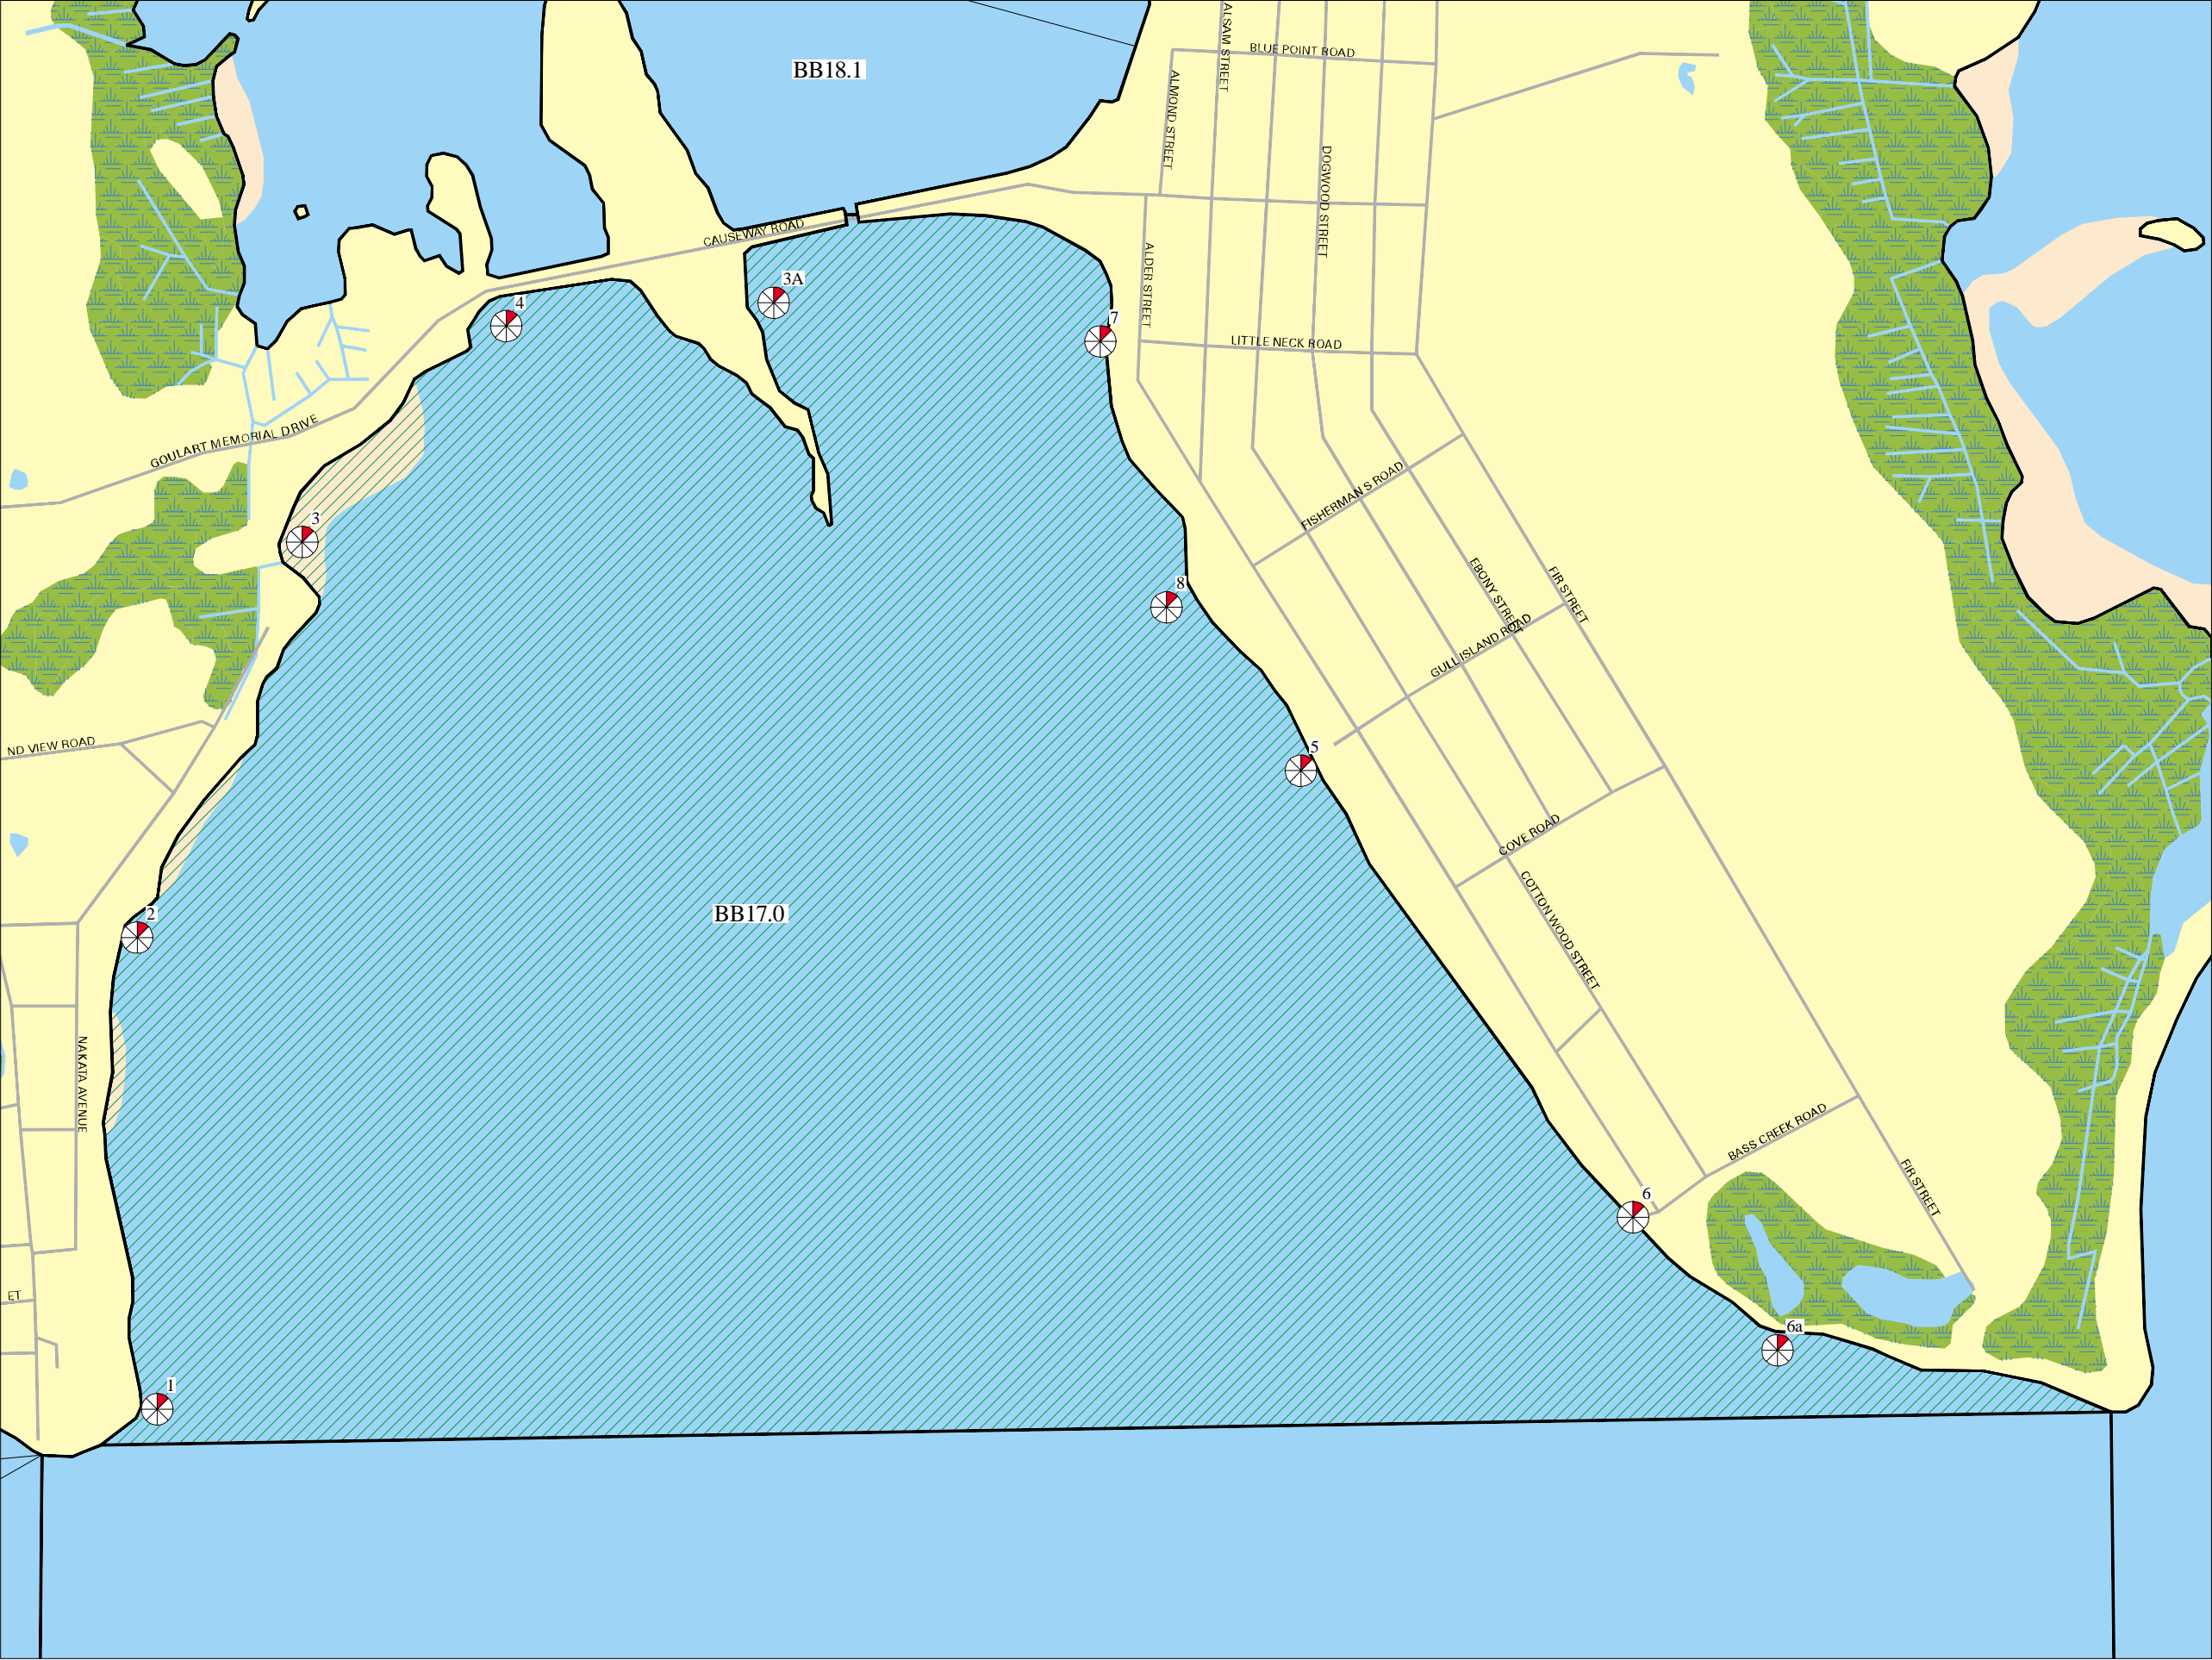 BB18.1
ALSAM STREET
BLUE POINT ROAD
ALMOND STREET
DOGWOOD STREET
CAUSEWAY ROAD
ALDER STREET
3A
4
7
LITTLE NECK ROAD
GOULART MEMORIAL DRIVE
FISHERMAN S ROAD
3
8
EBONY STREET
FIR STREET
GULL ISLAND ROAD
ND VIEW ROAD
5
COVE ROAD
COTTON WOOD STREET
2
BB17.0
NAKATA AVENUE
BASS CREEK ROAD
FIR STREET
6
ET
6a
1